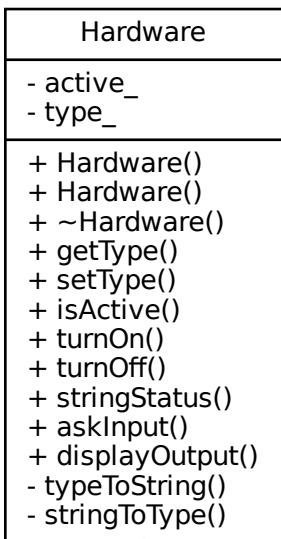 Hardware
- active_
- type_
+ Hardware()
+ Hardware()
+ ~Hardware()
+ getType()
+ setType()
+ isActive()
+ turnOn()
+ turnOff()
+ stringStatus()
+ askInput()
+ displayOutput()
- typeToString()
- stringToType()